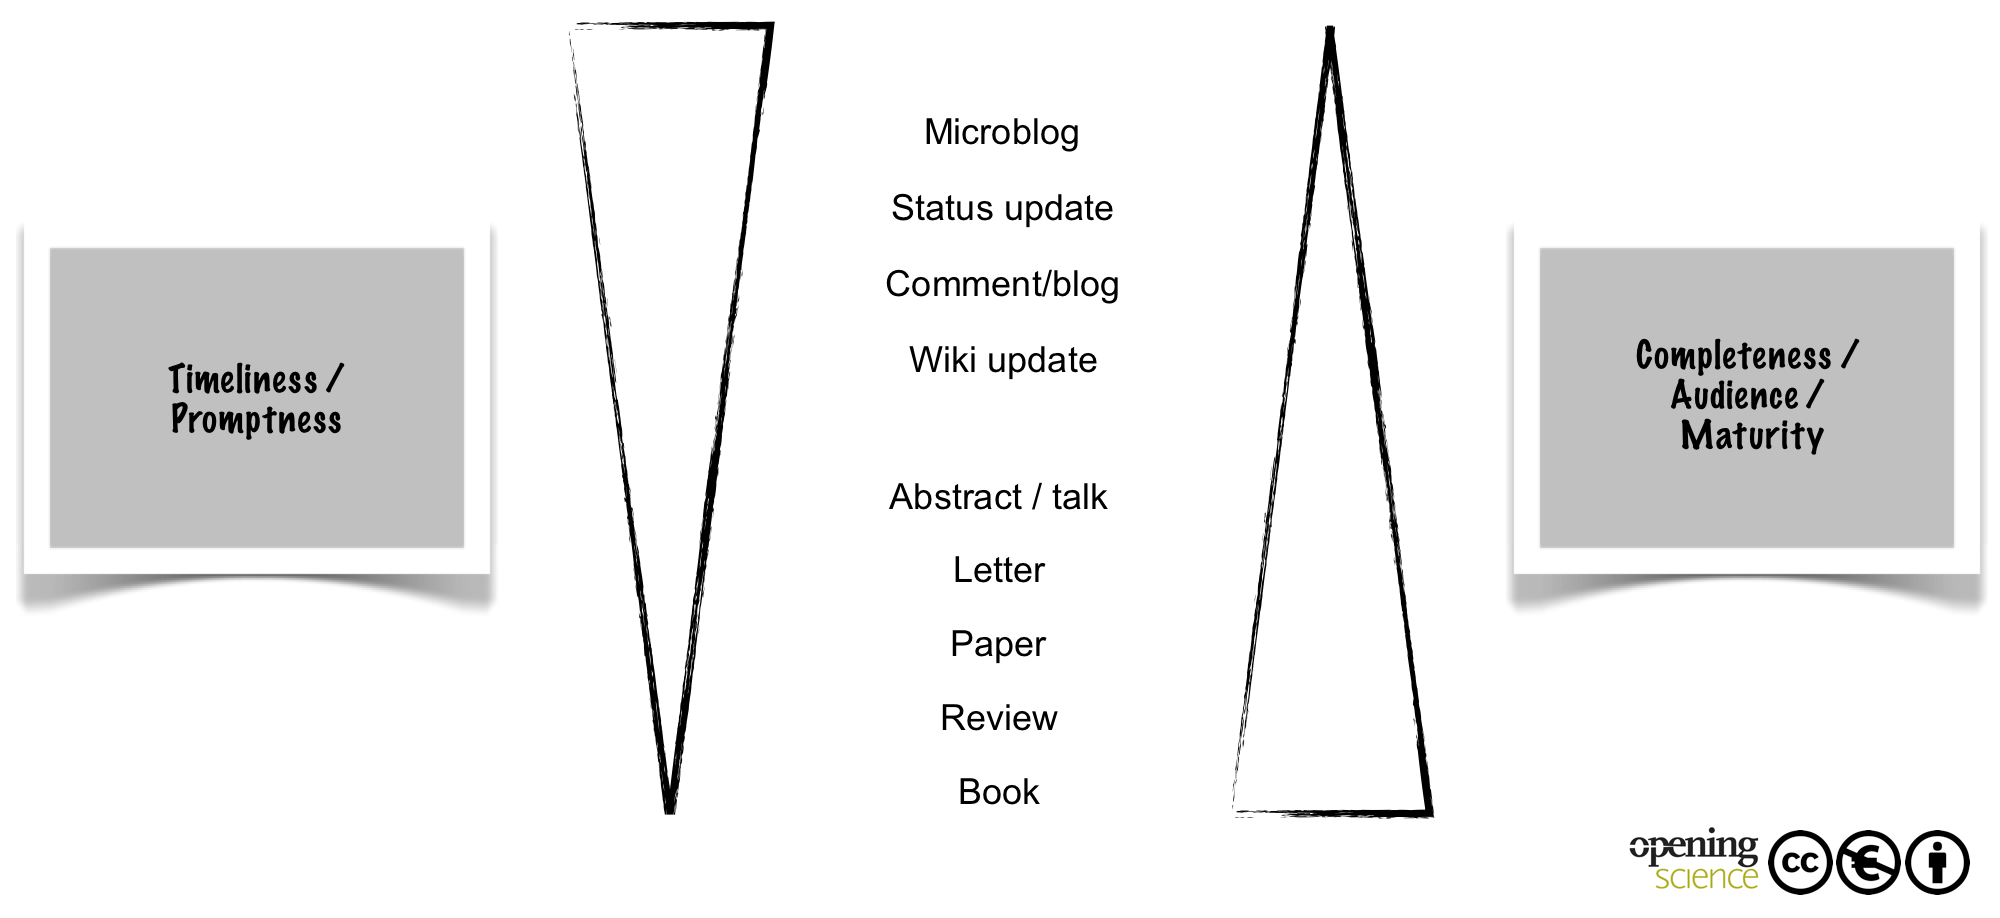 Timeliness /
Promptness
Microblog
Status update
Comment/blog
Wiki update
Abstract / talk
Letter
Paper
Review
Book
Completeness /
Audience /
Maturity
opening
science
cc
€